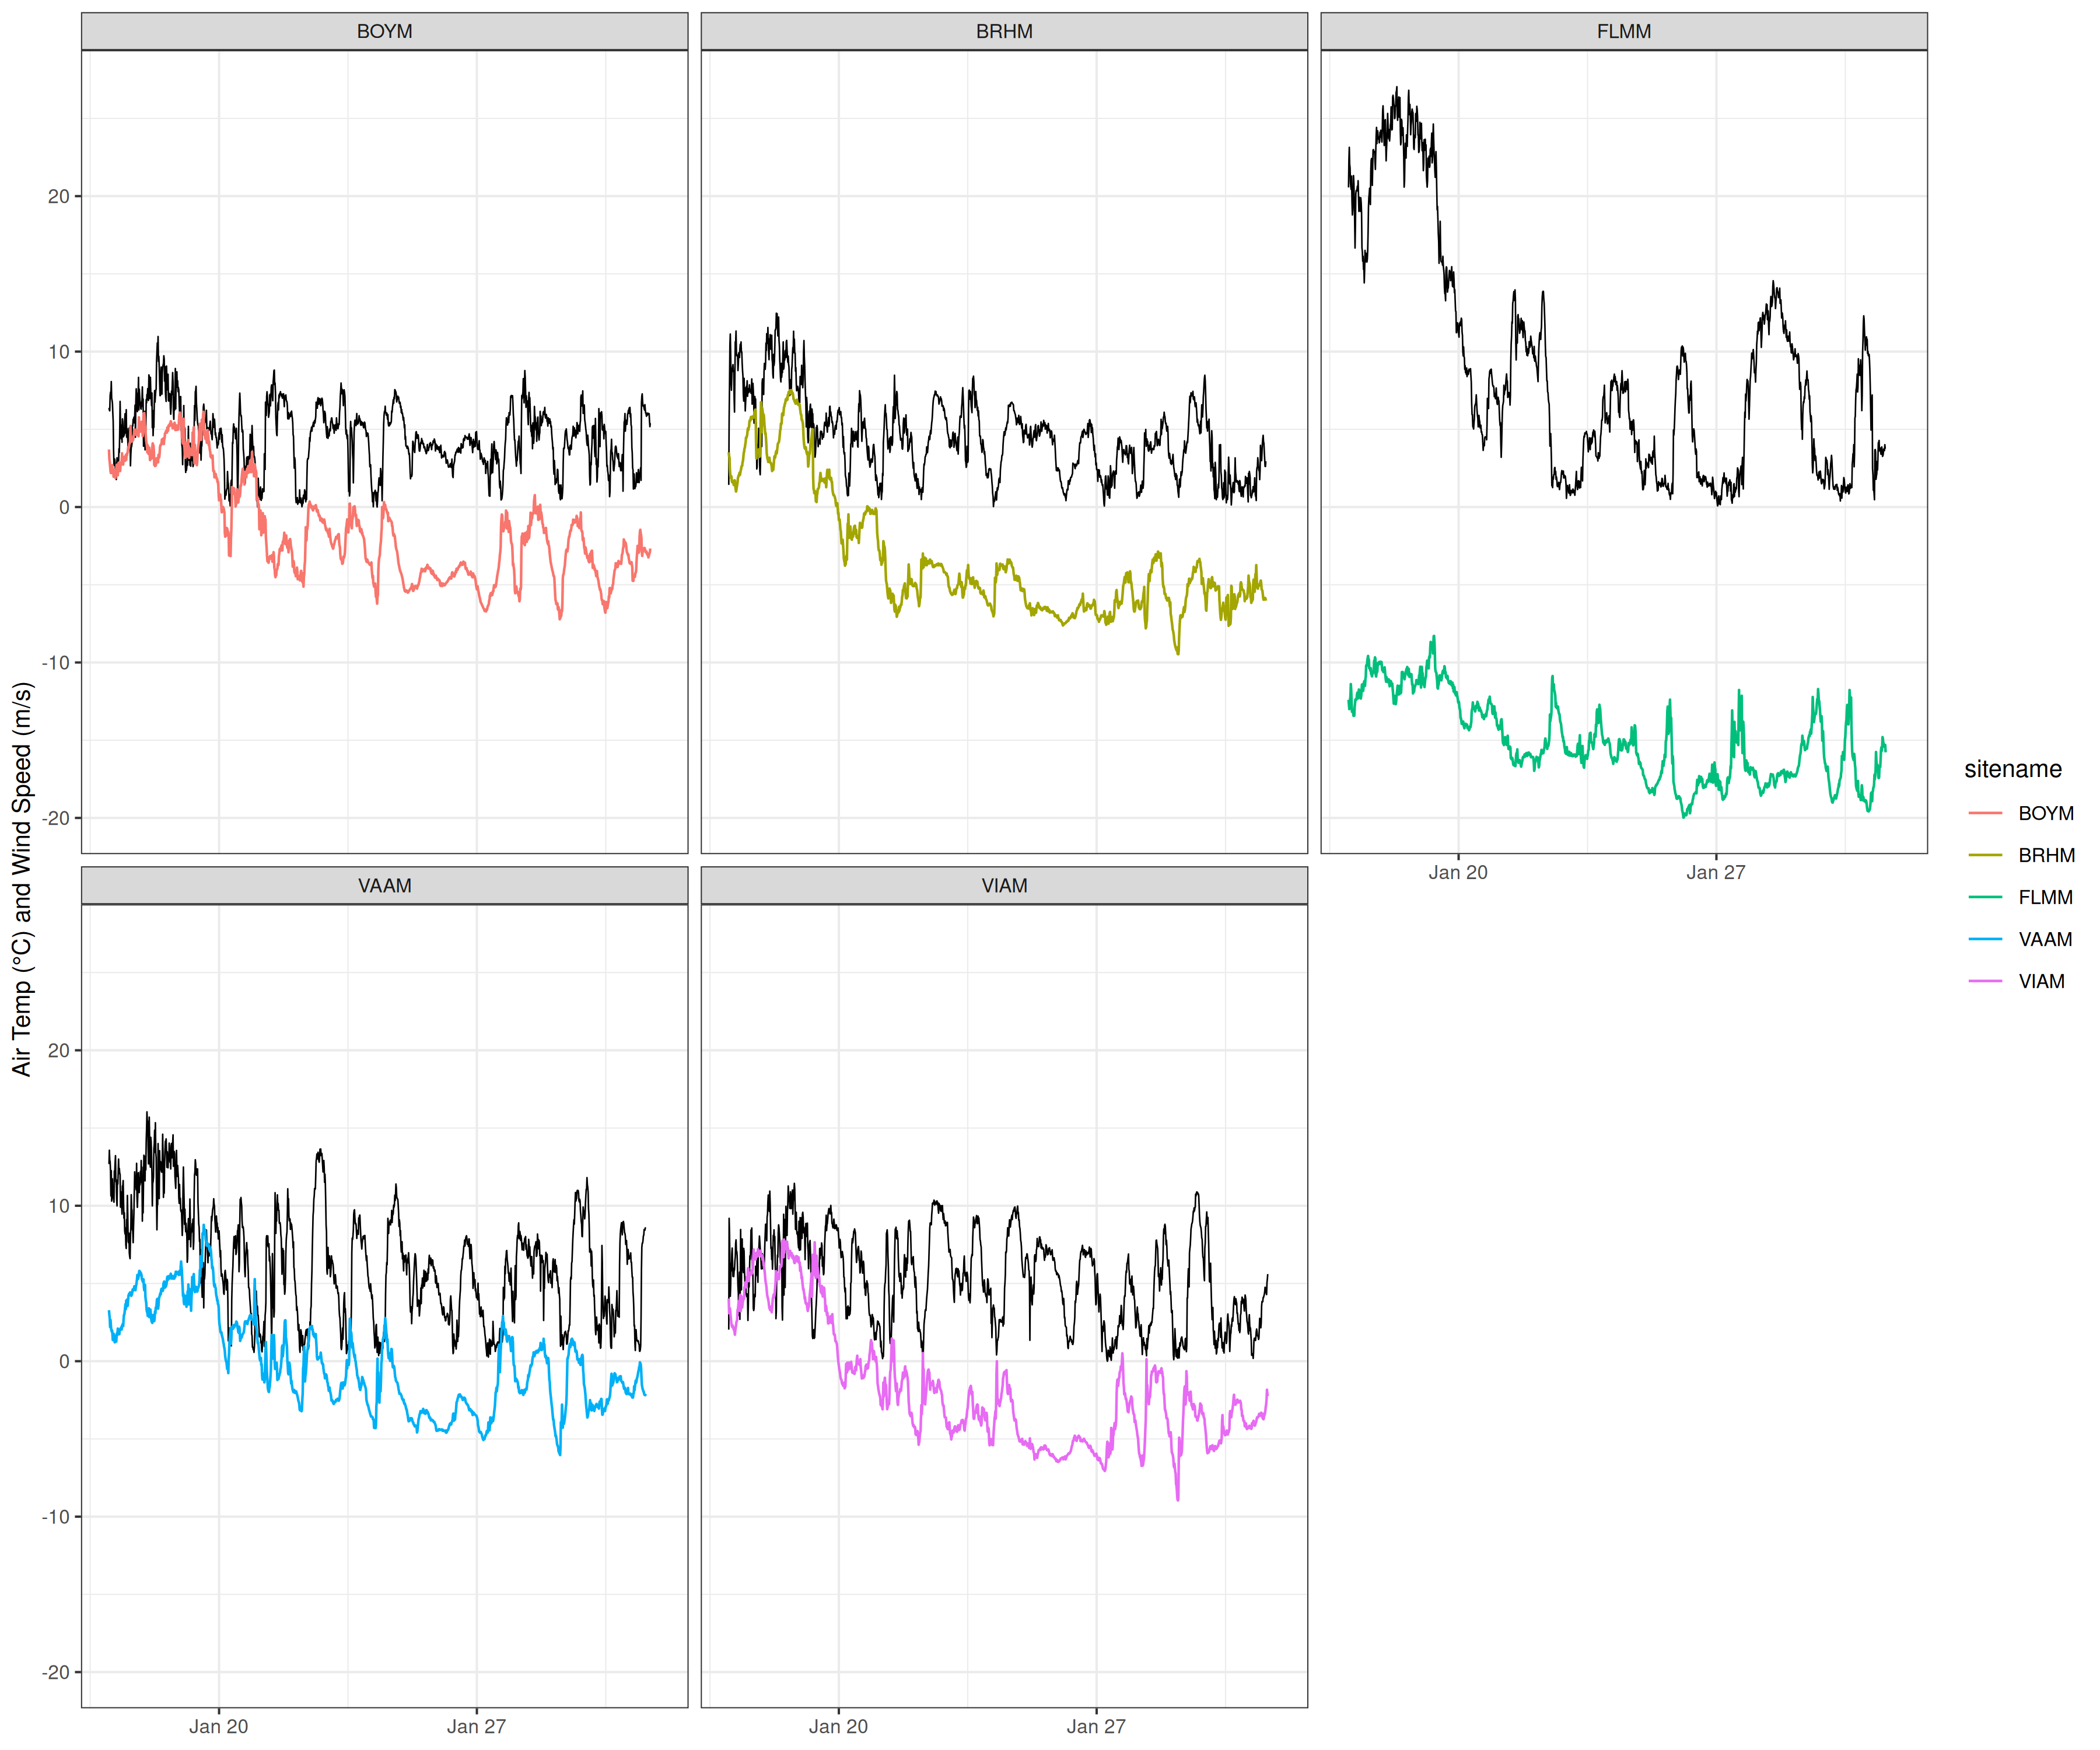 BOYM
BRHM
FLMM
20
10
0
-10
-20
Jan 20
Jan 27
VAAM
VIAM
20
10
0
-10
-20
Jan 20
Jan 27
Jan 20
Jan 27
Air Temp (°C) and Wind Speed (m/s)
sitename
BOYM
BRHM
FLMM
VAAM
VIAM